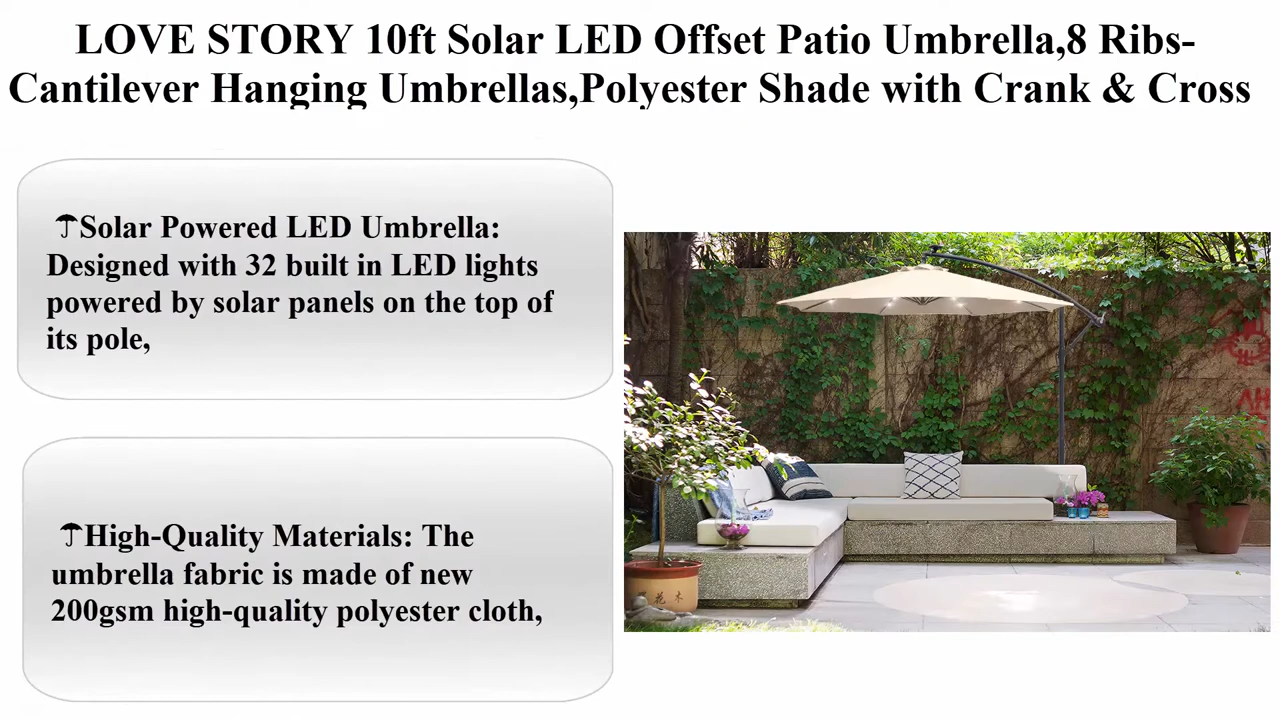 LOVE STORY 10ft Solar LED Offset Patio Umbrella,8 Ribs-
Cantilever Hanging Umbrellas,Polyester Shade with Crank & Cross
☂Solar Powered LED Umbrella:
Designed with 32 built in LED lights
powered by solar panels on the top of
its pole,
☂High-Quality Materials: The
umbrella fabric is made of new
200gsm high-quality polyester cloth,
花木